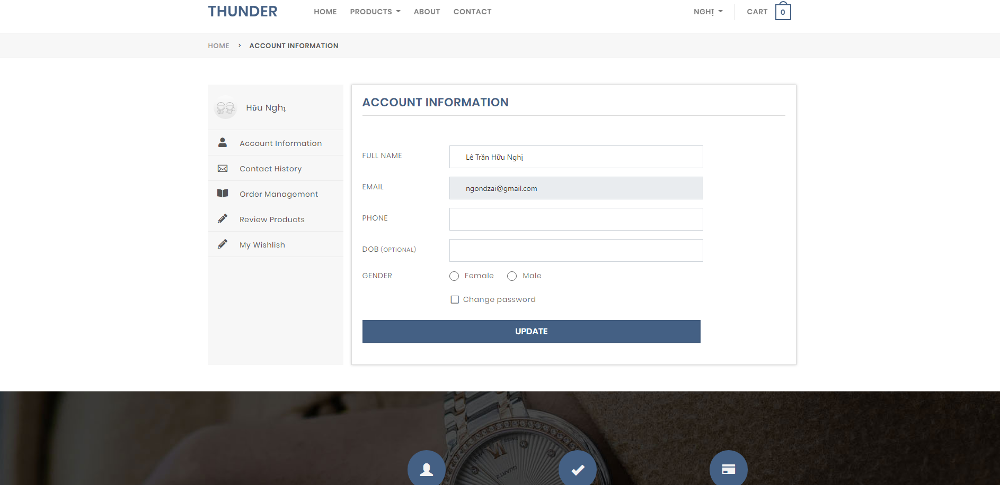 THUNDER HOME PRODUCTS ABOUT CONTACT NGHỊ CART 0
HOME > ACCOUNT INFORMATION
Hữu Nghị
Account Information
Contact History
Order Management
Review Products
My Wishlish
ACCOUNT INFORMATION
FULL NAME Lê Trần Hữu Nghị
EMAIL ngondzai@gmail.com
PHONE
DOB (OPTIONAL)
GENDER Female Male
Change password
UPDATE